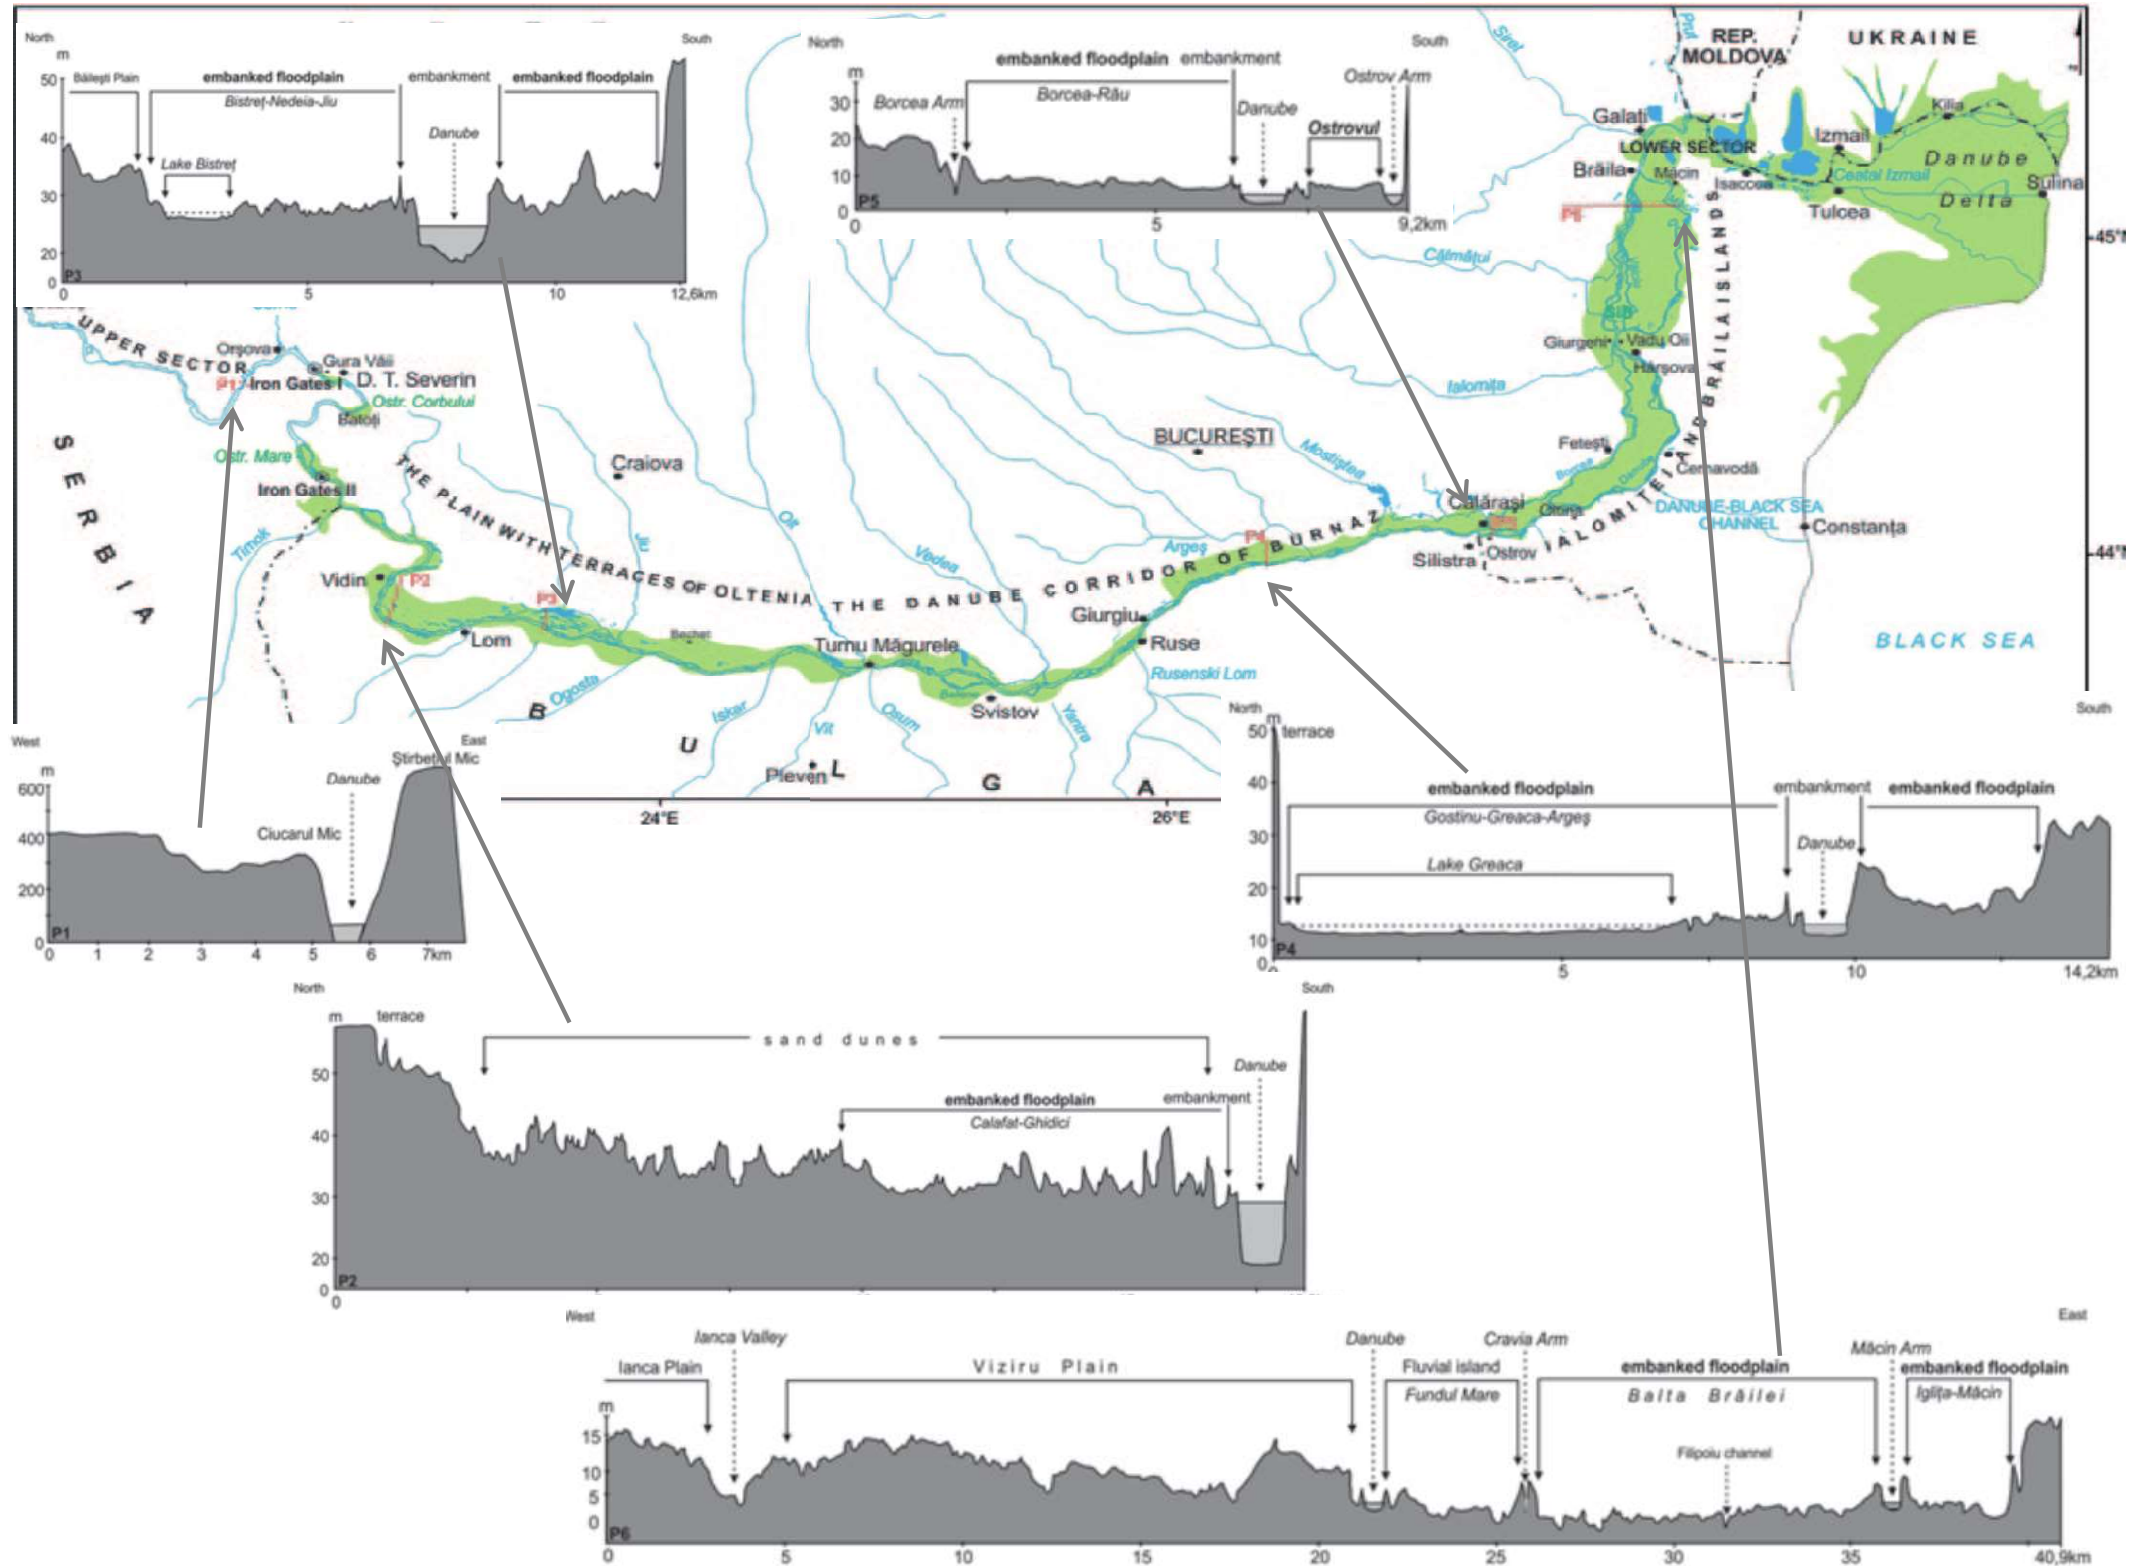 North
South
m
50
40
30
20
0
Băilești Plain
embanked floodplain
embankment
embanked floodplain
Bistreț-Nedeia-Jiu
Danube
Lake Bistreț
P3
0
5
10
12,6km
North
South
m
30
20
10
0
embanked floodplain
embankment
Borcea Arm
Borcea-Rău
Danube
Ostrov Arm
Ostrovul
P5
0
5
9,2km
Siret
Prut
REP.
MOLDOVA
UKRAINE
Galați
LOWER SECTOR
Brăila
Măcin
Isaccea
Izmail
Kilia
Danube
Delta
Ceatal Izmail
Sulina
Tulcea
P6
45°N
Călmățui
Giurgeni
Vadu Oii
Hârșova
Ialomița
UPPER SECTOR
Orșova
Gura Văii
P1
Iron Gates I
D. T. Severin
Ostr. Corbului
Batoți
Ostr. Mare
Iron Gates II
SERBIA
Timok
THE PLAIN WITH TERRACES OF OLTENIA
Craiova
Jiu
Olt
Vedea
BUCUREȘTI
Mostiștea
Argeș
THE DANUBE CORRIDOR OF BURNAZ
IALOMITEI AND BRĂILA ISLANDS
Fetești
Borcea
Danube
Cernavodă
DANUBE-BLACK SEA
CHANNEL
Constanța
Călărași
P5
Oltina
Silistra
Ostrov
44°N
P4
Vidin
P2
P3
Lom
Bechet
Turnu Măgurele
Giurgiu
Ruse
Rusenski Lom
Ogosta
Iskar
Vit
Osum
Svistov
Yantra
Pleven
BULGA
BLACK SEA
24°E
26°E
West
East
m
600
400
200
0
Știrbețul Mic
Danube
Ciucarul Mic
P1
0 1 2 3 4 5 6 7km
North
South
m
50
40
30
20
10
0
terrace
embanked floodplain
embankment
embanked floodplain
Gostinu-Greaca-Argeș
Danube
Lake Greaca
P4
0
5
10
14,2km
North
South
m
terrace
50
40
30
20
0
sand dunes
Danube
embanked floodplain
embankment
Calafat-Ghidici
P2
0
West
East
Ianca Valley
Danube
Cravia Arm
Măcin Arm
Ianca Plain
Viziru Plain
Fluvial island
embanked floodplain
embanked floodplain
Fundul Mare
Balta Brăilei
Iglița-Măcin
Filipoiu channel
m
15
10
5
0
P6
0
5
10
15
20
25
30
35
40,9km